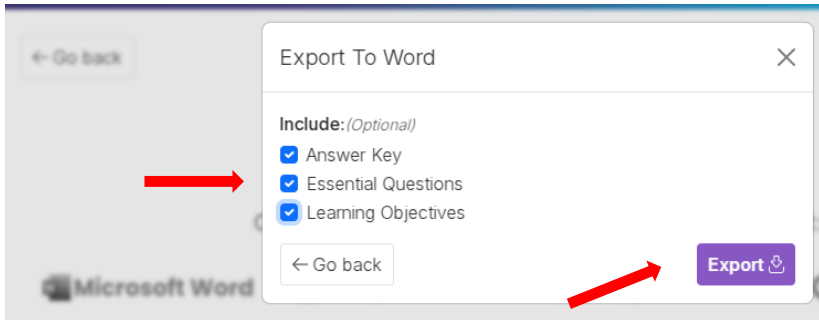 ← Go back
Export To Word
Include: (Optional)
Answer Key
Essential Questions
Learning Objectives
← Go back
Export
Microsoft Word